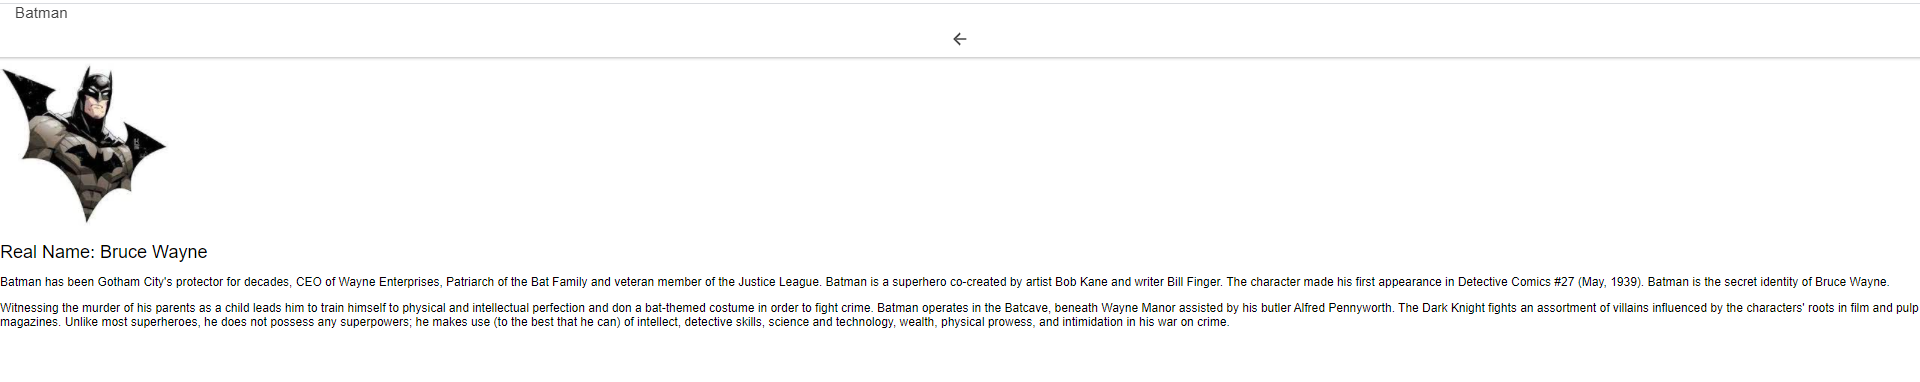 Batman
Real Name: Bruce Wayne
Batman has been Gotham City's protector for decades, CEO of Wayne Enterprises, Patriarch of the Bat Family and veteran member of the Justice League. Batman is a superhero co-created by artist Bob Kane and writer Bill Finger. The character made his first appearance in Detective Comics #27 (May, 1939). Batman is the secret identity of Bruce Wayne.
Witnessing the murder of his parents as a child leads him to train himself to physical and intellectual perfection and don a bat-themed costume in order to fight crime. Batman operates in the Batcave, beneath Wayne Manor assisted by his butler Alfred Pennyworth. The Dark Knight fights an assortment of villains influenced by the characters' roots in film and pulp
magazines. Unlike most superheroes, he does not possess any superpowers; he makes use (to the best that he can) of intellect, detective skills, science and technology, wealth, physical prowess, and intimidation in his war on crime.